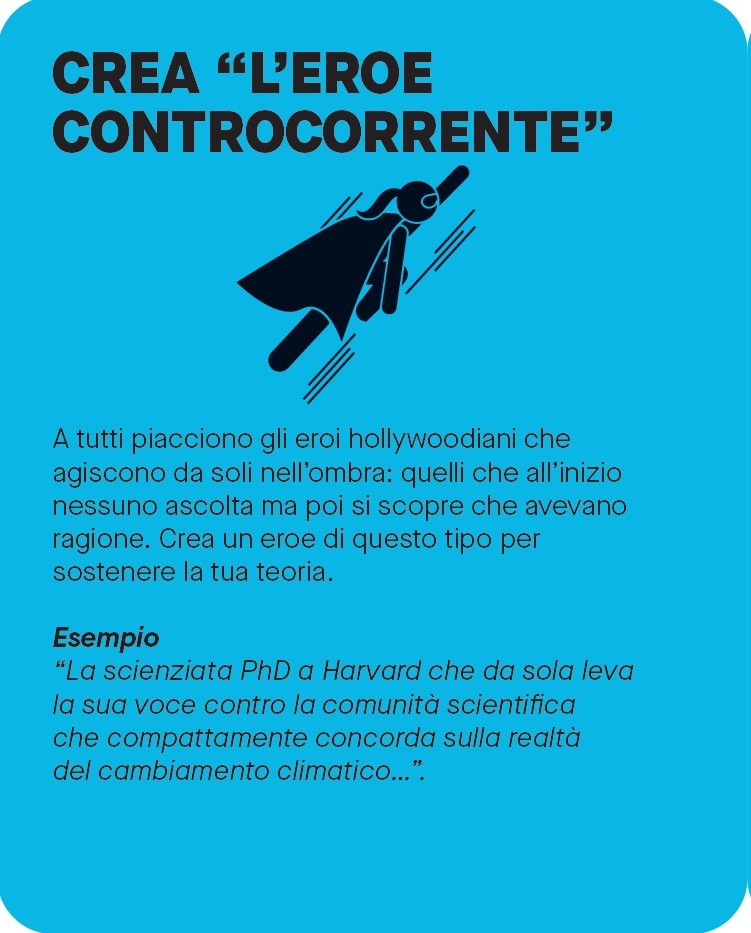 CREA “L’EROE
CONTROCORRENTE”
A tutti piacciono gli eroi hollywoodiani che
agiscono da soli nell’ombra: quelli che all’inizio
nessuno ascolta ma poi si scopre che avevano
ragione. Crea un eroe di questo tipo per
sostenere la tua teoria.
Esempio
“La scienziata PhD a Harvard che da sola leva
la sua voce contro la comunità scientifica
che compattamente concorda sulla realtà
del cambiamento climatico...”.